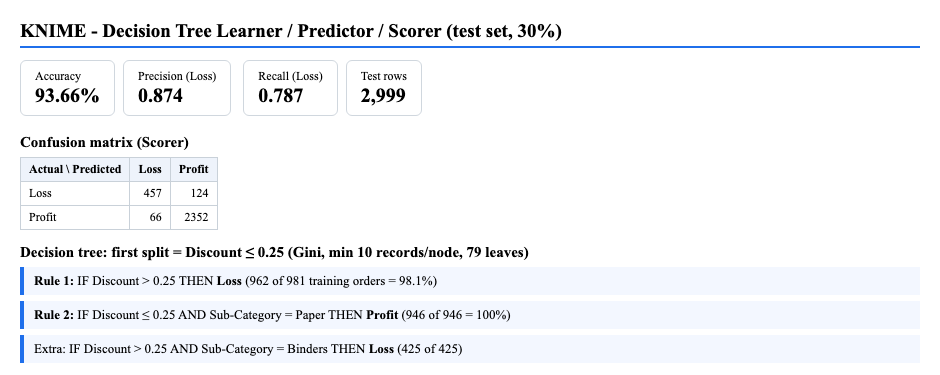 KNIME - Decision Tree Learner / Predictor / Scorer (test set, 30%)
Accuracy Precision (Loss) Recall (Loss) Test rows
93.66% 0.874 0.787 2,999
Confusion matrix (Scorer)
Actual \ Predicted Loss Profit
Loss 457 124
Profit 66 2352
Decision tree: first split = Discount ≤ 0.25 (Gini, min 10 records/node, 79 leaves)
Rule 1: IF Discount > 0.25 THEN Loss (962 of 981 training orders = 98.1%)
Rule 2: IF Discount ≤ 0.25 AND Sub-Category = Paper THEN Profit (946 of 946 = 100%)
Extra: IF Discount > 0.25 AND Sub-Category = Binders THEN Loss (425 of 425)